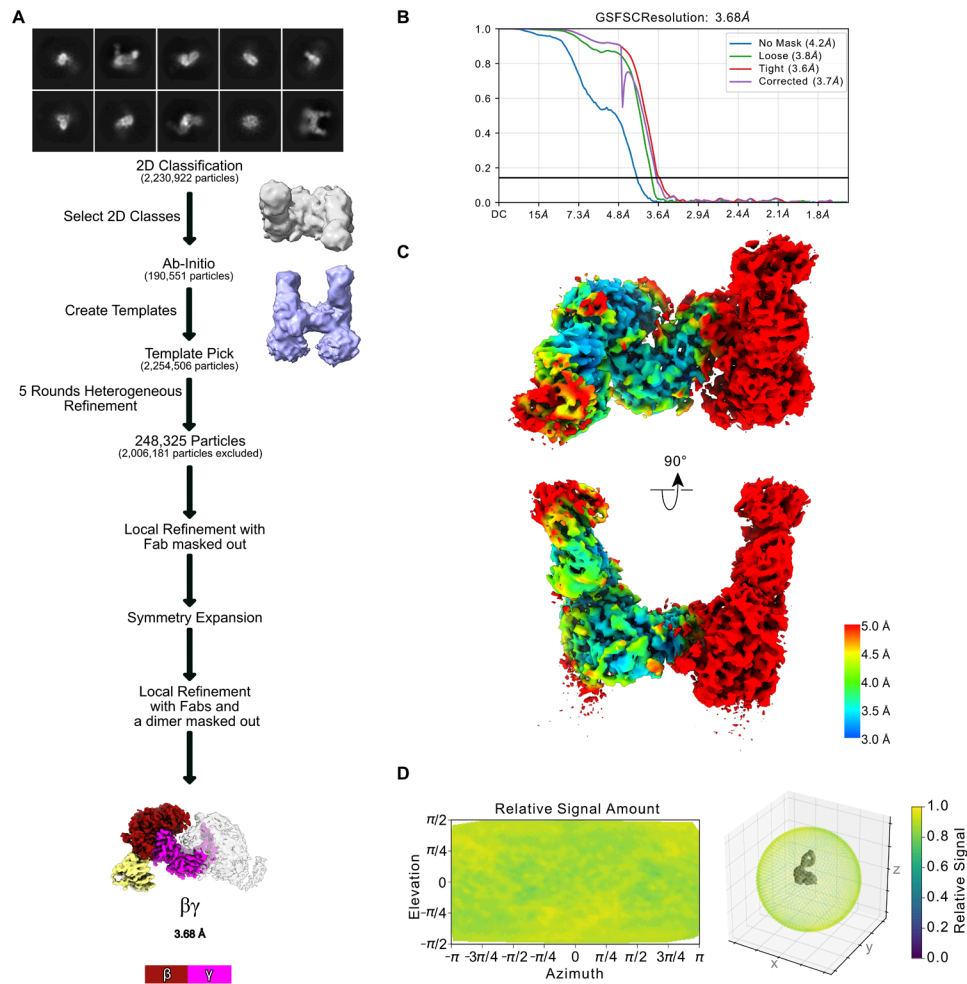 A
2D Classification
(2,230,922 particles)
Select 2D Classes
Ab-Initio
(190,551 particles)
Create Templates
Template Pick
(2,254,506 particles)
5 Rounds Heterogeneous
Refinement
248,325 Particles
(2,006,181 particles excluded)
Local Refinement with
Fab masked out
Symmetry Expansion
Local Refinement
with Fabs and
a dimer masked out
βγ
3.68 Å
β γ
B
GSFSCResolution: 3.68Å
1.0
0.8
0.6
0.4
0.2
0.0
No Mask (4.2Å)
Loose (3.8Å)
Tight (3.6Å)
Corrected (3.7Å)
DC 15Å 7.3Å 4.8Å 3.6Å 2.9Å 2.4Å 2.1Å 1.8Å
C
90°
5.0 Å
4.5 Å
4.0 Å
3.5 Å
3.0 Å
D
Relative Signal Amount
Elevation
π/2
π/4
0
-π/4
-π/2
-π -3π/4 -π/2 -π/4 0 π/4 π/2 3π/4 π
Azimuth
x
y
z
1.0
0.8
0.6
0.4
0.2
0.0
Relative Signal